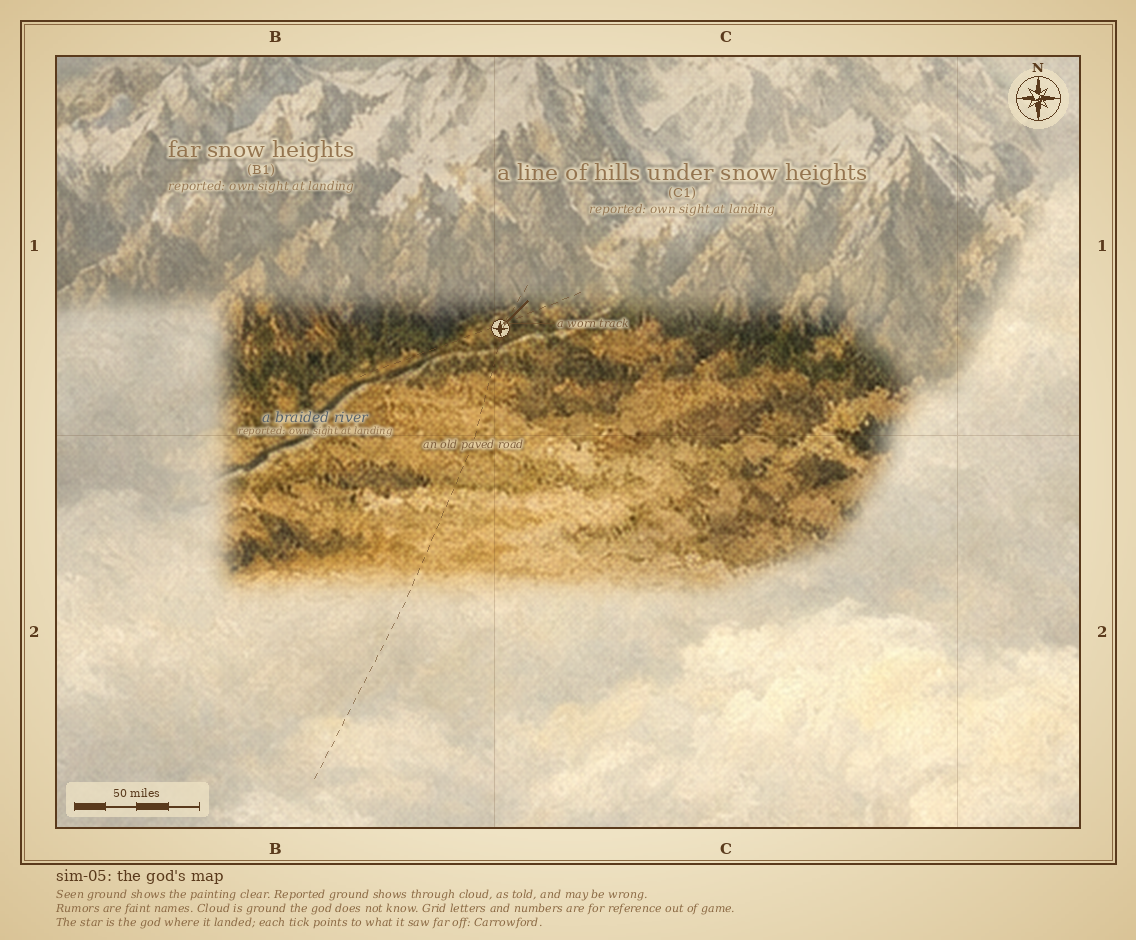 B C
N
far snow heights
(B1)
reported: own sight at landing
a line of hills under snow heights
(C1)
reported: own sight at landing
1 1
a worn track
a braided river
reported: own sight at landing
an old paved road
2 2
50 miles
B C
sim-05: the god's map
Seen ground shows the painting clear. Reported ground shows through cloud, as told, and may be wrong.
Rumors are faint names. Cloud is ground the god does not know. Grid letters and numbers are for reference out of game.
The star is the god where it landed; each tick points to what it saw far off: Carrowford.